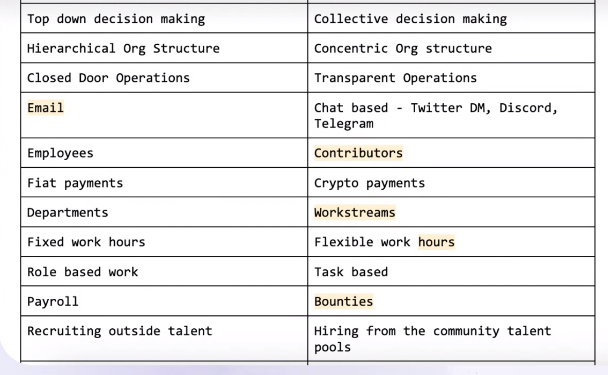 Top down decision making
Collective decision making
Hierarchical Org Structure
Concentric Org structure
Closed Door Operations
Transparent Operations
Email
Chat based - Twitter DM, Discord,
Telegram
Employees
Contributors
Fiat payments
Crypto payments
Departments
Workstreams
Fixed work hours
Flexible work hours
Role based work
Task based
Payroll
Bounties
Recruiting outside talent
Hiring from the community talent
pools